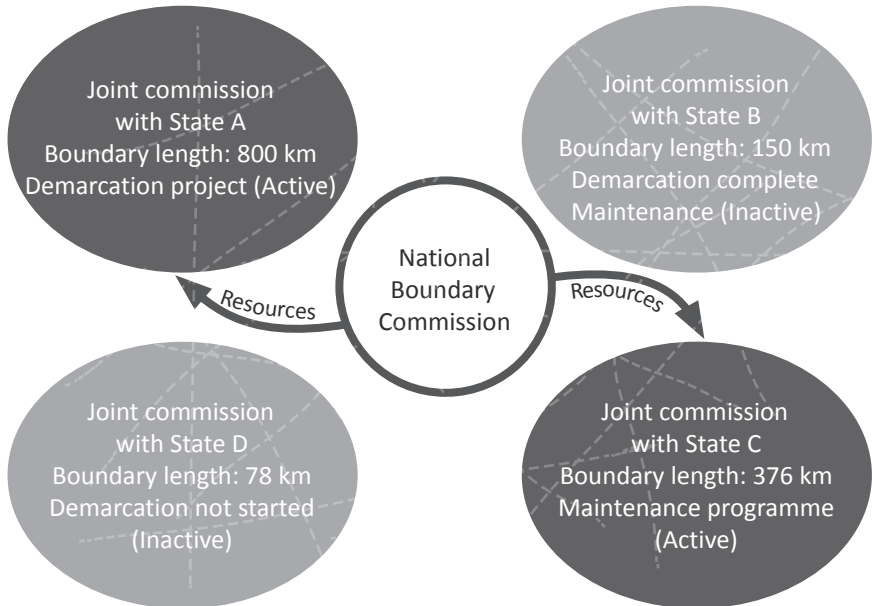 Joint commission
with State A
Boundary length: 800 km
Demarcation project (Active)
Joint commission
with State B
Boundary length: 150 km
Demarcation complete
Maintenance (Inactive)
National
Boundary
Commission
Resources
Resources
Joint commission
with State D
Boundary length: 78 km
Demarcation not started
(Inactive)
Joint commission
with State C
Boundary length: 376 km
Maintenance programme
(Active)